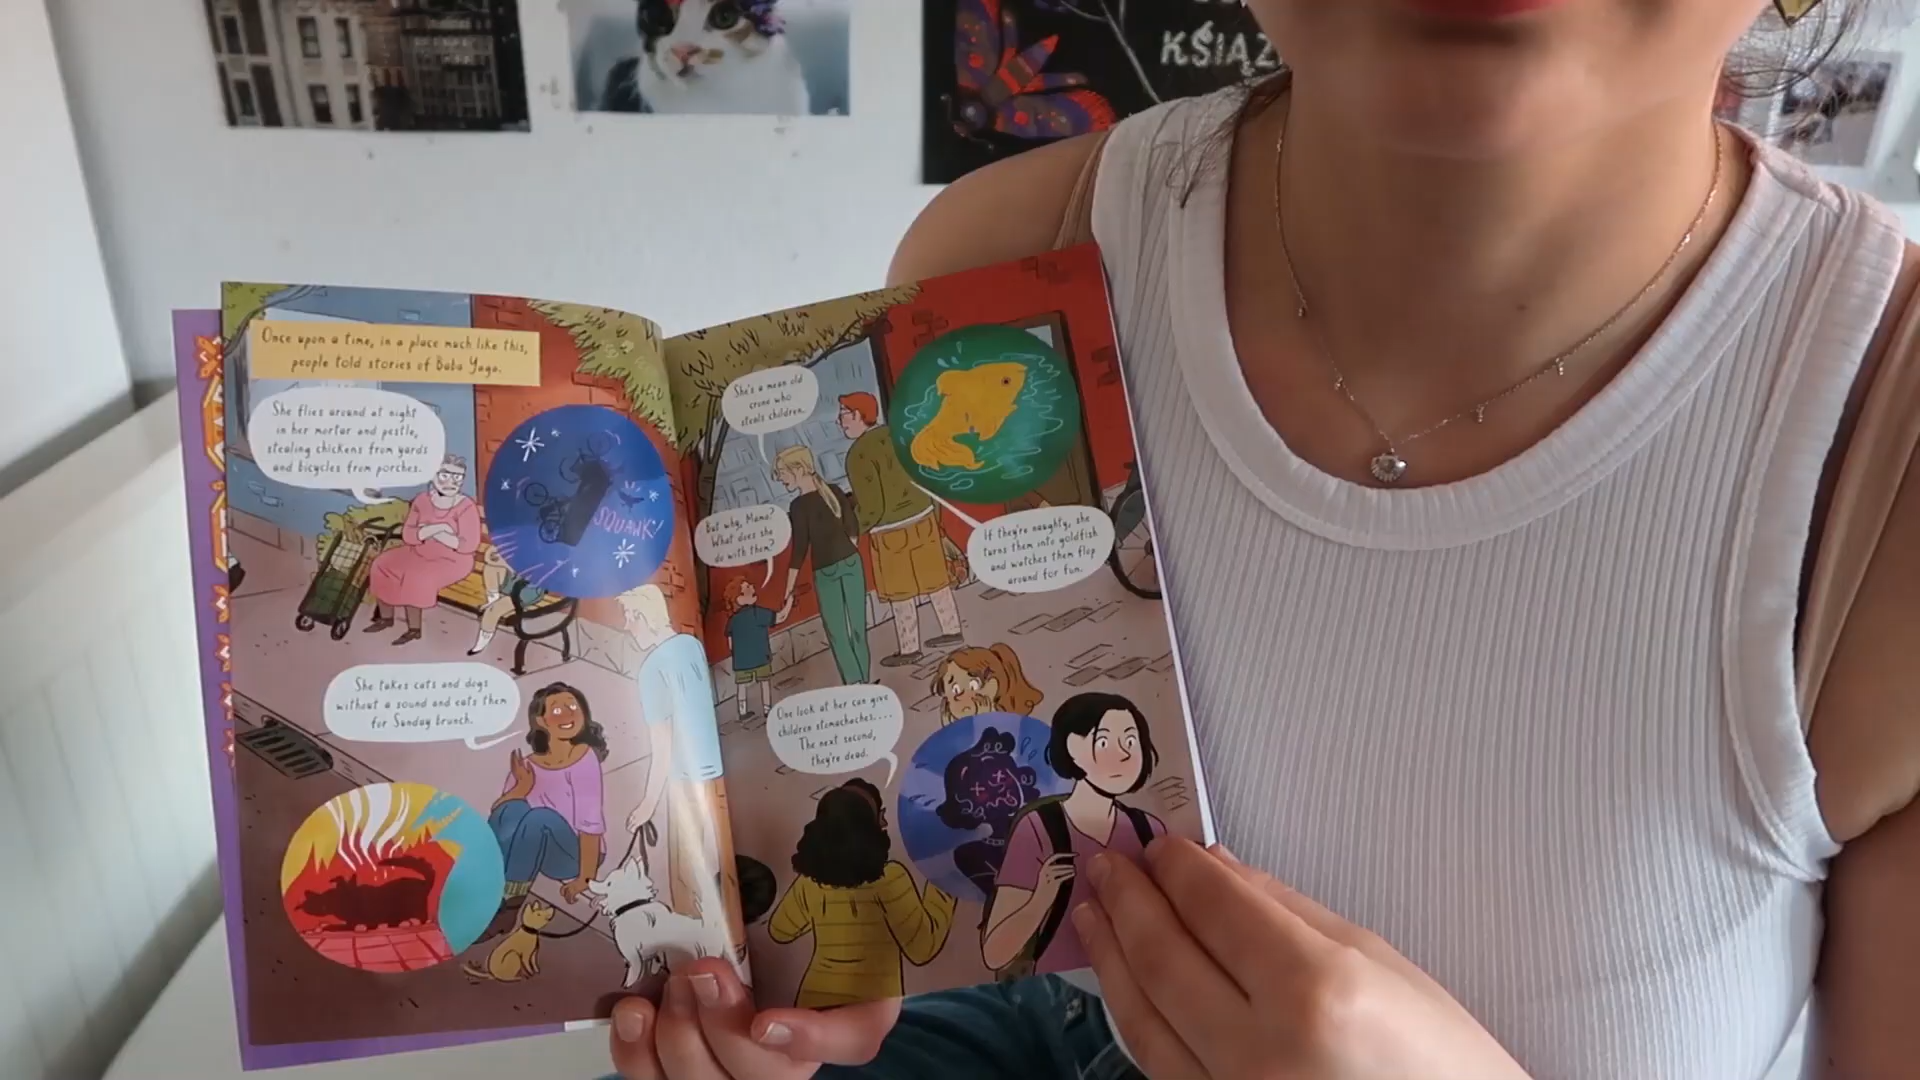 KSIĄŻ
Once upon a time, in a place much like this,
people told stories of Baba Yaga.
She flies around at night
in her mortar and pestle,
stealing chickens from yards
and bicycles from porches.
SQUAWK!
She takes cats and dogs
without a sound and eats them
for Sunday brunch.
She's a mean old
crone who
steals children.
But why, Mama?
What does she
do with them?
If they're naughty, she
turns them into goldfish
and watches them flop
around for fun.
One look at her can give
children stomachaches....
The next second,
they're dead.